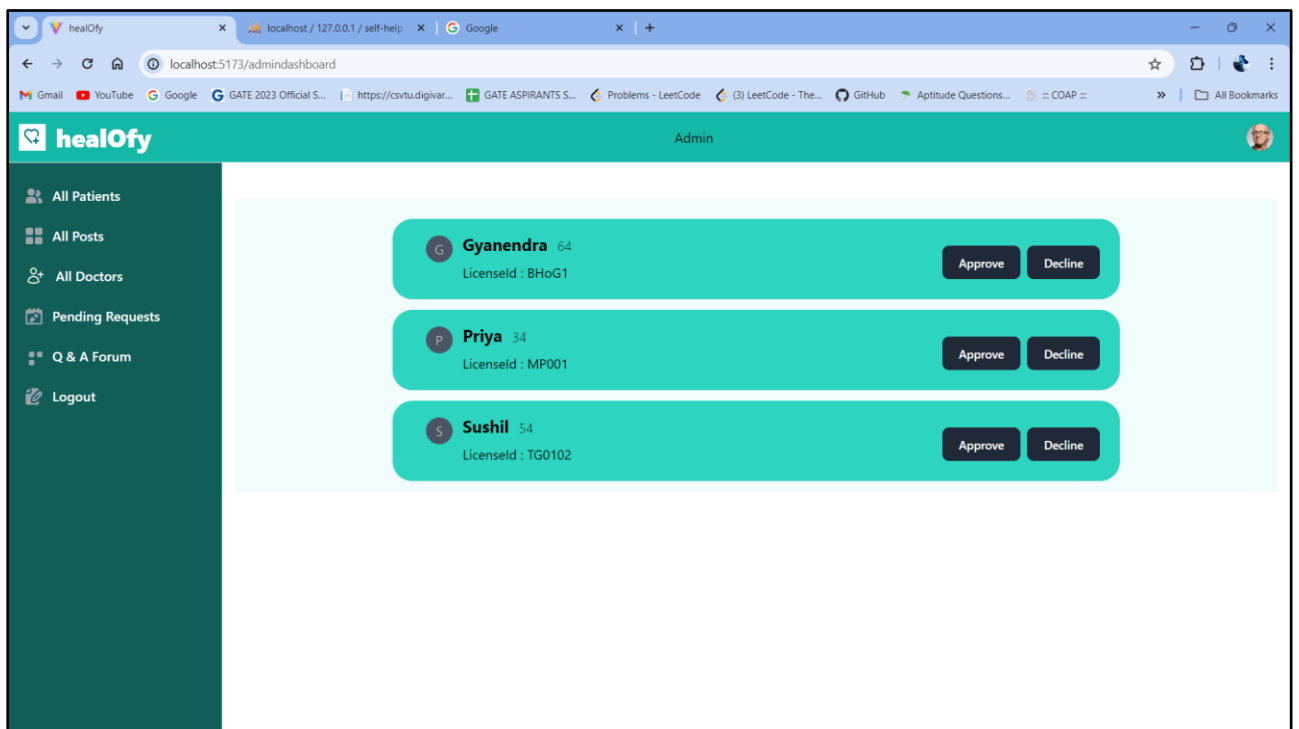 healOfy
localhost / 127.0.0.1 / self-help
Google
localhost:5173/admindashboard
Gmail YouTube Google GATE 2023 Official S... https://csvtu.digivar... GATE ASPIRANTS S... Problems - LeetCode (3) LeetCode - The... GitHub Aptitude Questions... ::: COAP ::: » All Bookmarks
healOfy
Admin
All Patients
All Posts
All Doctors
Pending Requests
Q & A Forum
Logout
G Gyanendra 64
LicenseId : BHoG1
Approve Decline
P Priya 34
LicenseId : MP001
Approve Decline
S Sushil 54
LicenseId : TG0102
Approve Decline